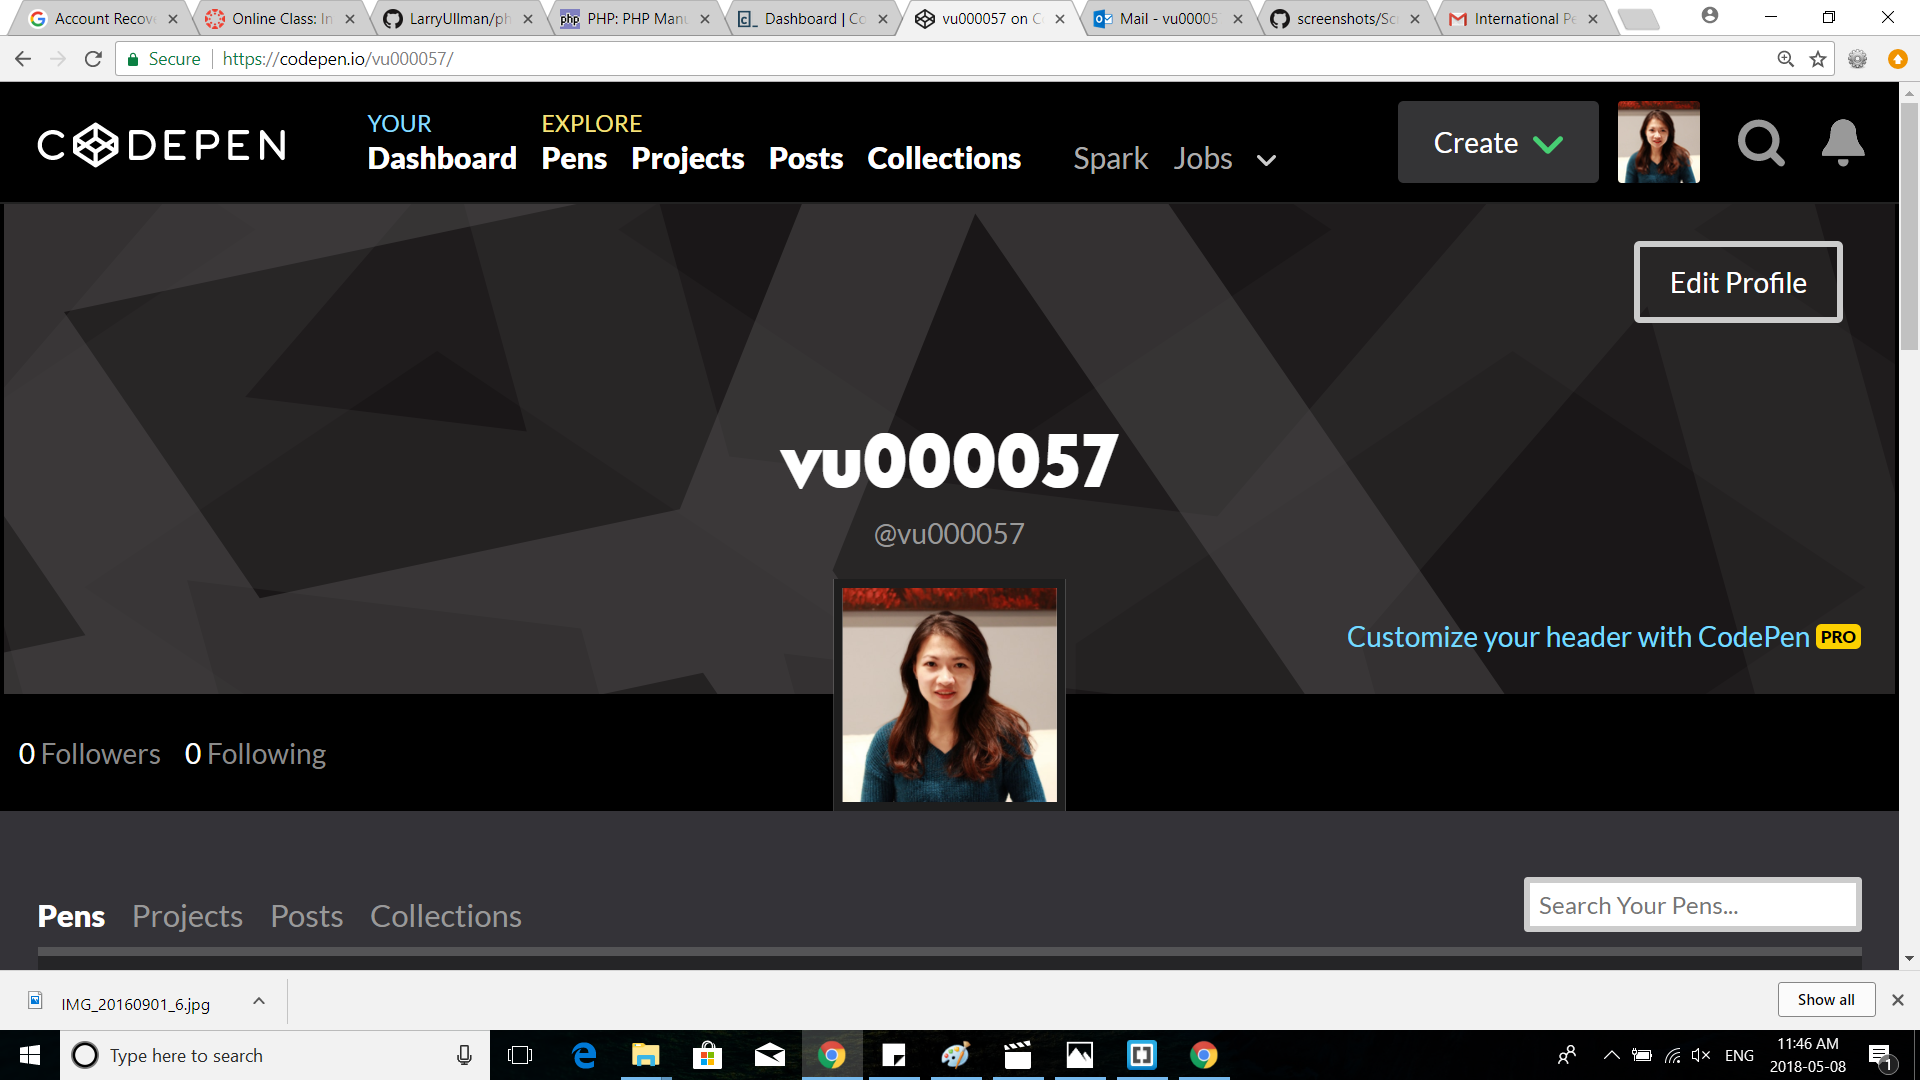 Account Recove
Online Class: In
LarryUllman/ph
PHP: PHP Manu
Dashboard | Co
vu000057 on C
Mail - vu00005
screenshots/Scr
International Pe
Secure https://codepen.io/vu000057/
CODEPEN
YOUR
Dashboard
EXPLORE
Pens Projects Posts Collections
Spark Jobs
Create
Edit Profile
vu000057
@vu000057
Customize your header with CodePen PRO
0 Followers 0 Following
Pens Projects Posts Collections
Search Your Pens...
IMG_20160901_6.jpg
Show all
Type here to search
ENG
11:46 AM
2018-05-08
1